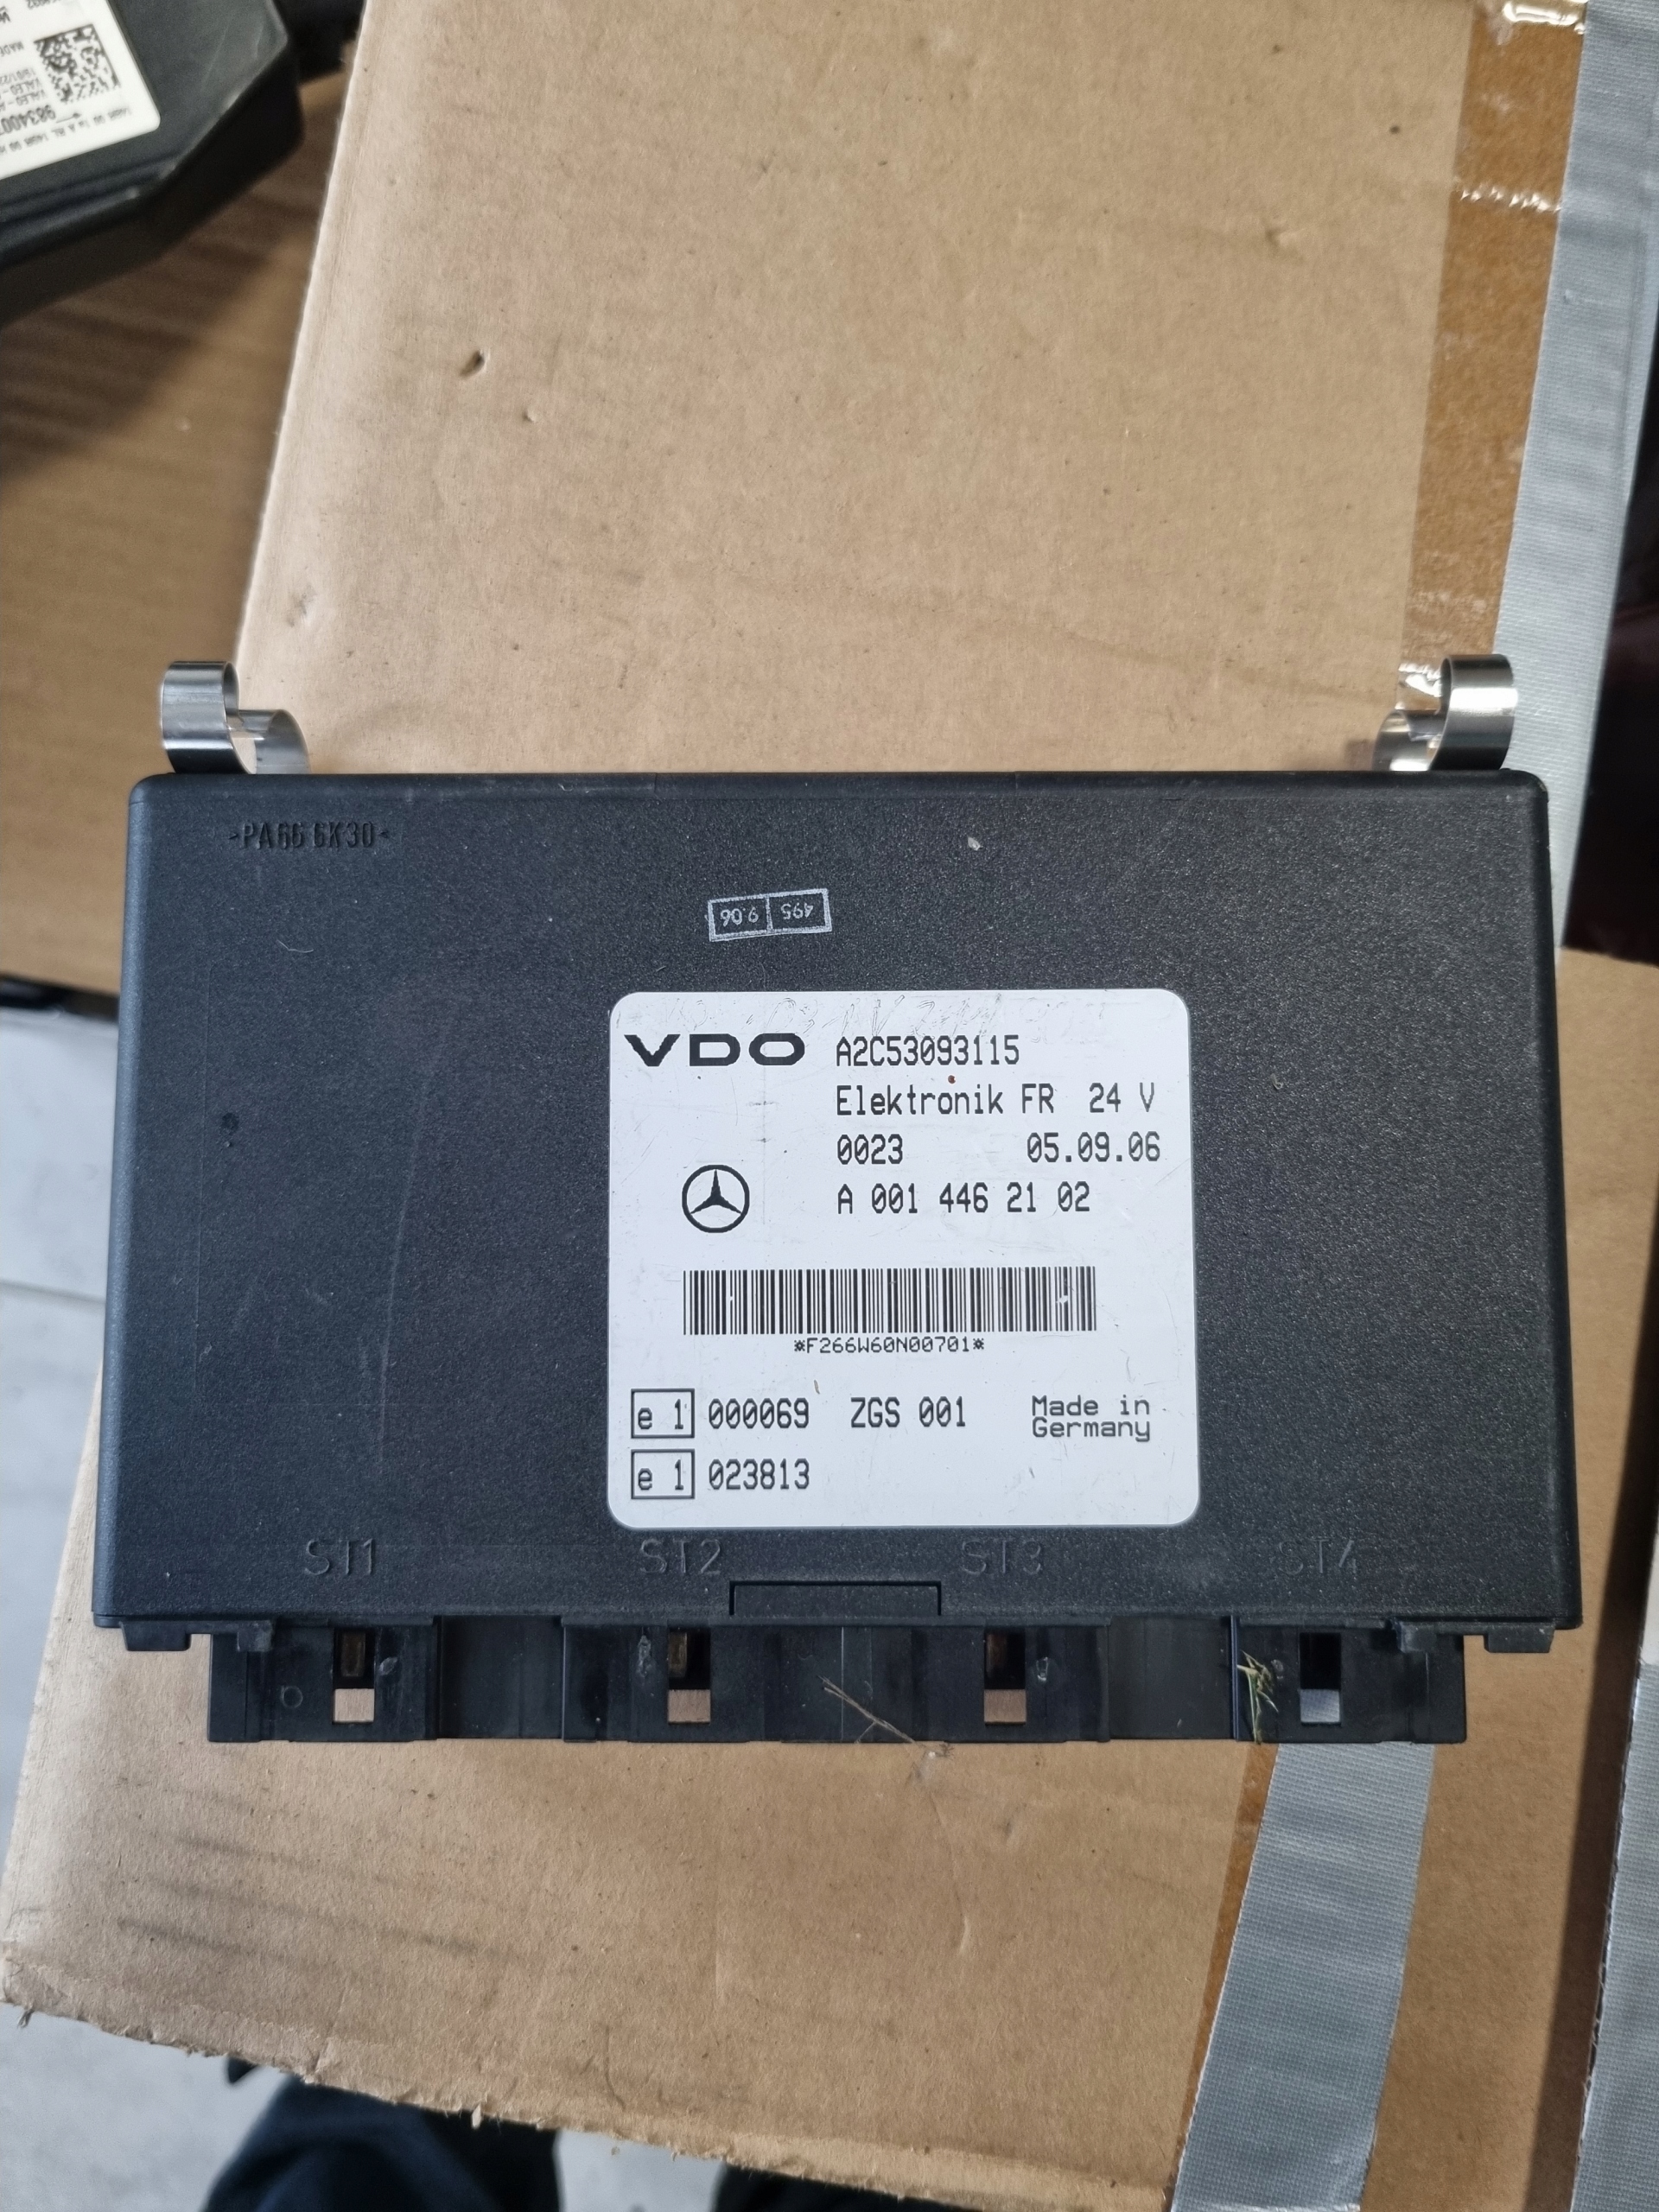 VALEO
>PA66 GK30<
495
9.06
VDO A2C53093115
Elektronik FR 24 V
0023 05.09.06
A 001 446 21 02
*F266W60N00701*
e 1 000069 ZGS 001 Made in
Germany
e 1 023813
ST1 ST2 ST3 ST4